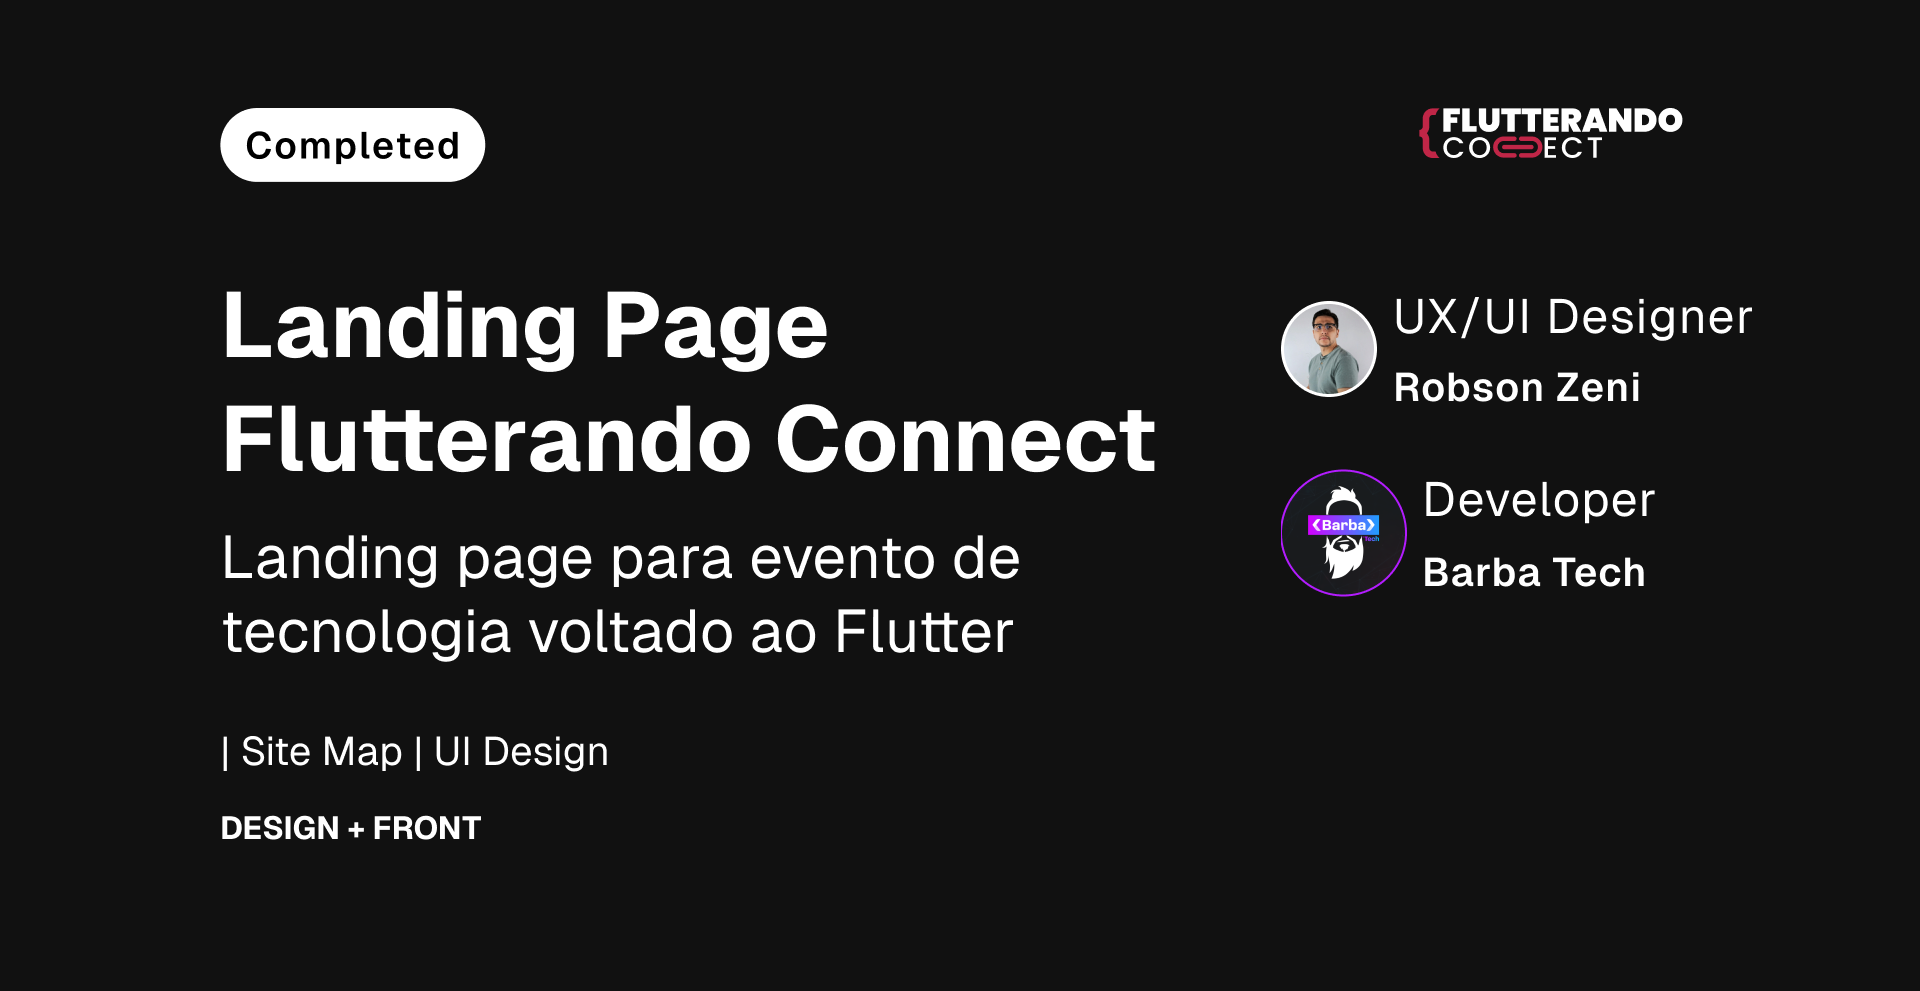 Completed
FLUTTERANDO
CONNECT
Landing Page
Flutterando Connect
Landing page para evento de
tecnologia voltado ao Flutter
| Site Map | UI Design
DESIGN + FRONT
UX/UI Designer
Robson Zeni
<Barba>
Tech
Developer
Barba Tech